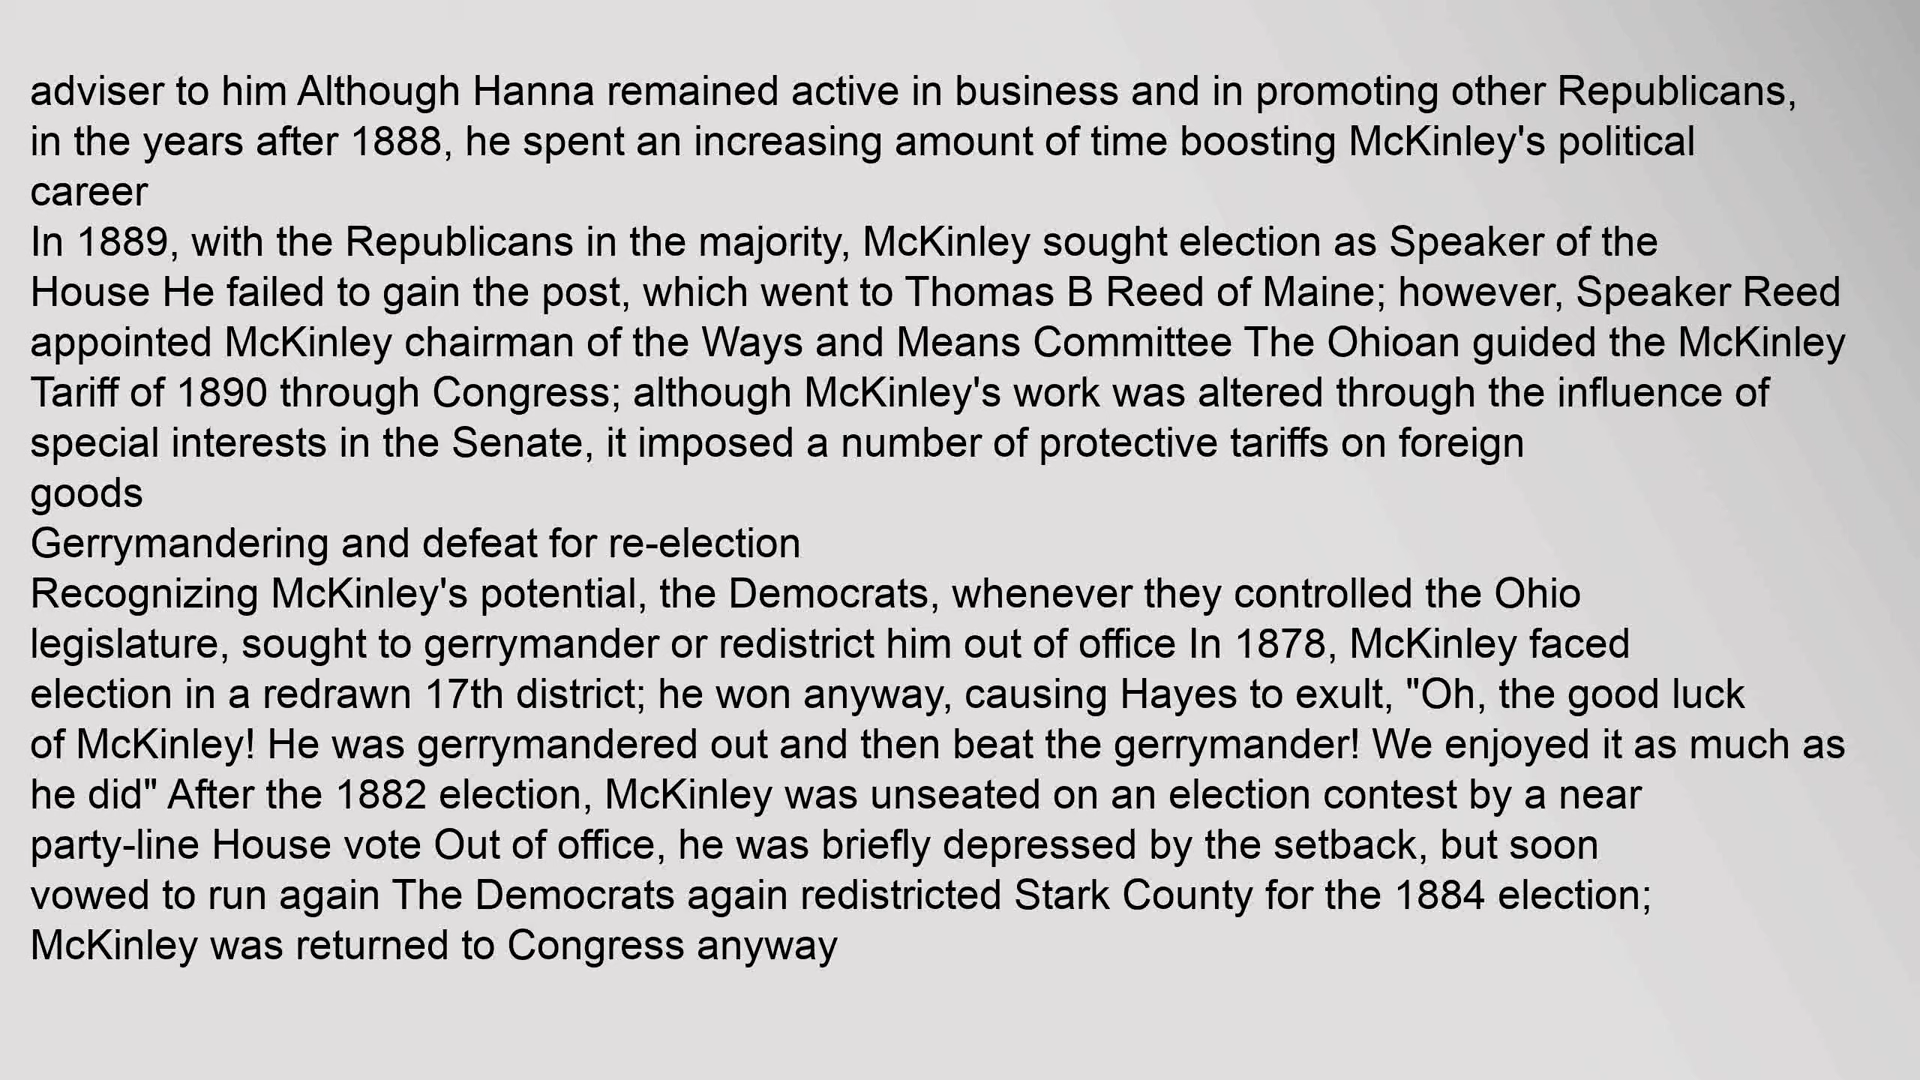 adviser to him Although Hanna remained active in business and in promoting other Republicans,
in the years after 1888, he spent an increasing amount of time boosting McKinley's political
career
In 1889, with the Republicans in the majority, McKinley sought election as Speaker of the
House He failed to gain the post, which went to Thomas B Reed of Maine; however, Speaker Reed
appointed McKinley chairman of the Ways and Means Committee The Ohioan guided the McKinley
Tariff of 1890 through Congress; although McKinley's work was altered through the influence of
special interests in the Senate, it imposed a number of protective tariffs on foreign
goods
Gerrymandering and defeat for re-election
Recognizing McKinley's potential, the Democrats, whenever they controlled the Ohio
legislature, sought to gerrymander or redistrict him out of office In 1878, McKinley faced
election in a redrawn 17th district; he won anyway, causing Hayes to exult, "Oh, the good luck
of McKinley! He was gerrymandered out and then beat the gerrymander! We enjoyed it as much as
he did" After the 1882 election, McKinley was unseated on an election contest by a near
party-line House vote Out of office, he was briefly depressed by the setback, but soon
vowed to run again The Democrats again redistricted Stark County for the 1884 election;
McKinley was returned to Congress anyway